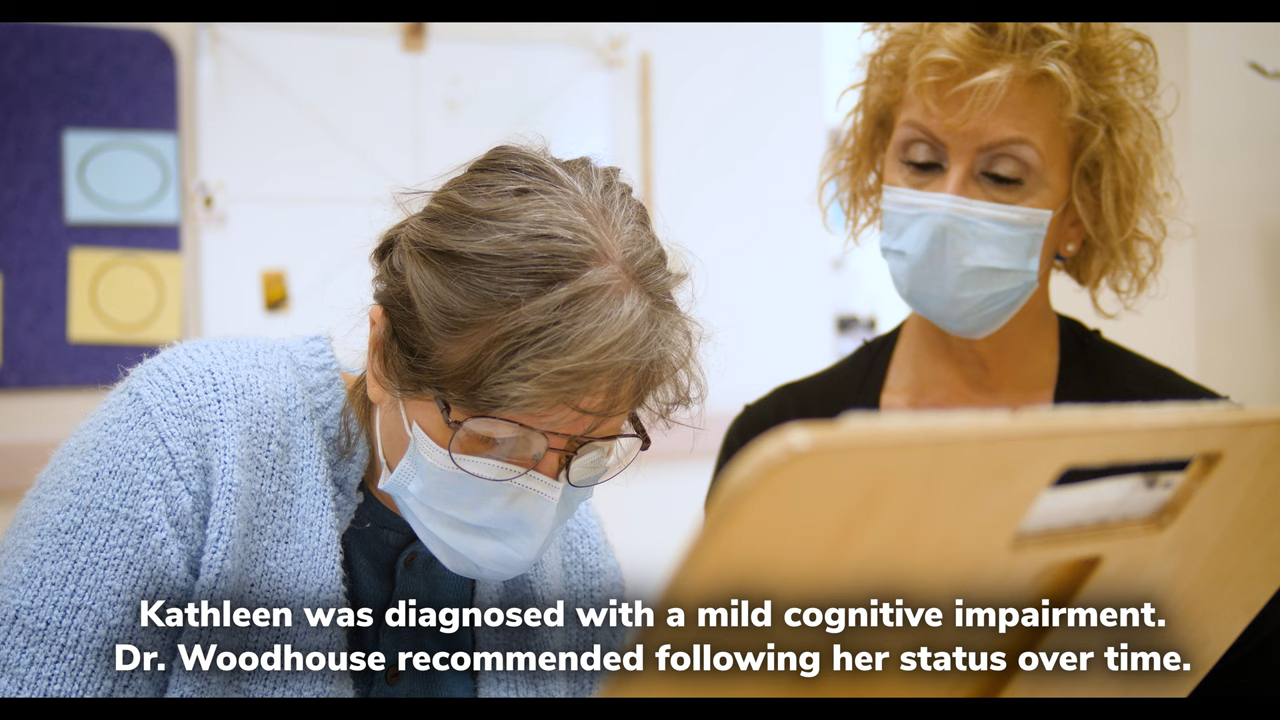 Kathleen was diagnosed with a mild cognitive impairment.
Dr. Woodhouse recommended following her status over time.